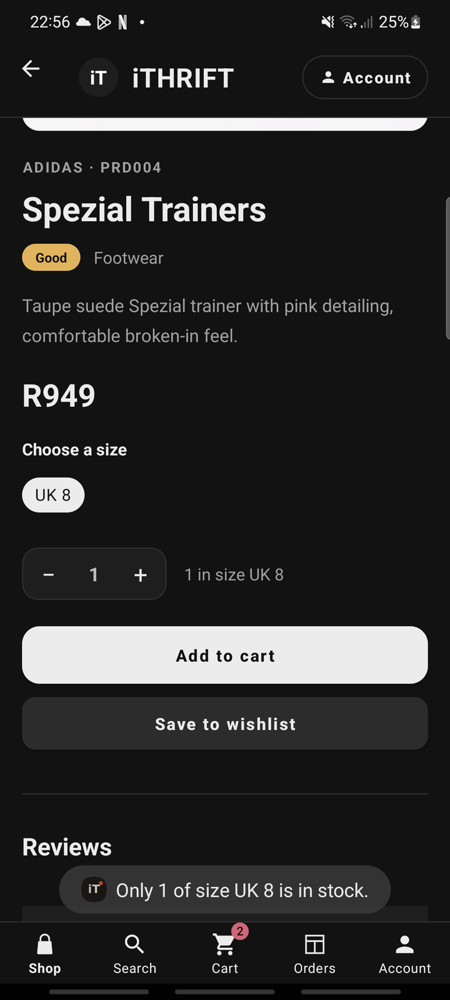 22:56
25%
iT iTHRIFT
Account
ADIDAS · PRD004
Spezial Trainers
Good Footwear
Taupe suede Spezial trainer with pink detailing,
comfortable broken-in feel.
R949
Choose a size
UK 8
− 1 + 1 in size UK 8
Add to cart
Save to wishlist
Reviews
iT Only 1 of size UK 8 is in stock.
2
Shop Search Cart Orders Account